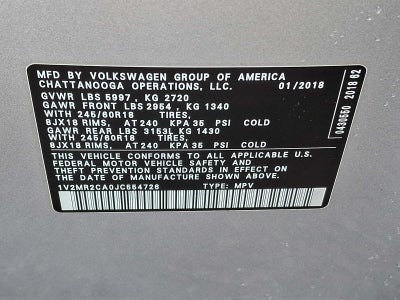 MFD BY VOLKSWAGEN GROUP OF AMERICA
CHATTANOOGA OPERATIONS, LLC. 01/2018
GVWR LBS 5997 , KG 2720
GAWR FRONT LBS 2954 , KG 1340
WITH 245/60R18 TIRES,
8JX18 RIMS, AT 240 KPA 35 PSI COLD
GAWR REAR LBS 3153L KG 1430
WITH 245/60R18 TIRES,
8JX18 RIMS, AT 240 KPA 35 PSI COLD
THIS VEHICLE CONFORMS TO ALL APPLICABLE U.S.
FEDERAL MOTOR VEHICLE SAFETY AND
THEFT PREVENTION STANDARDS IN EFFECT ON
THE DATE OF MANUFACTURE SHOWN ABOVE.
1V2MR2CA0JC554726 TYPE: MPV
0430550 2018 62